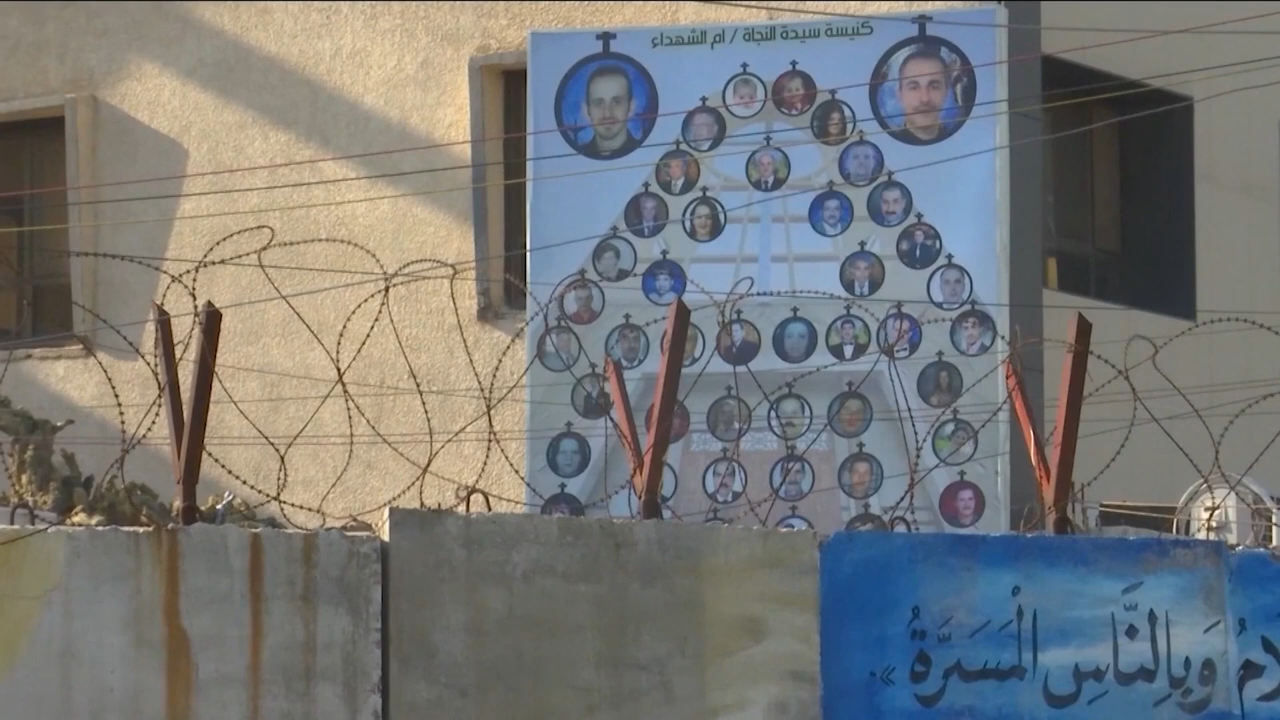 كنيسة سيدة النجاة / ام الشهداء
وَبِالنَّاسِ الْمَسَرَّةُ »